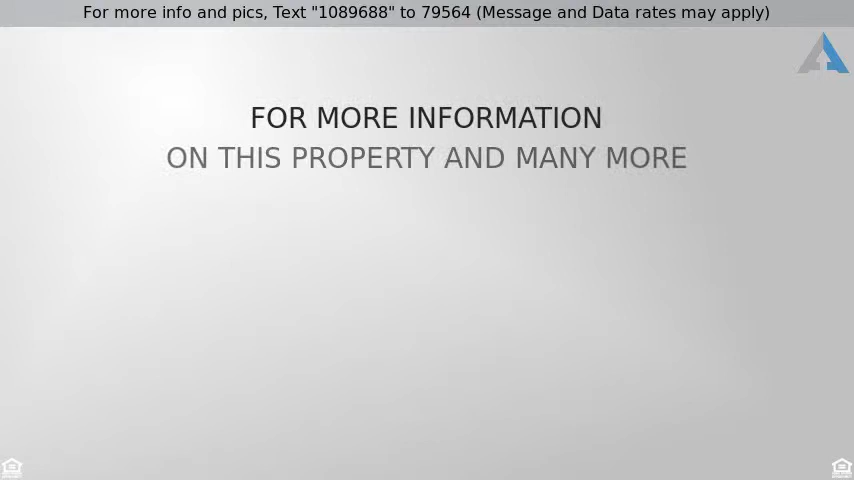 For more info and pics, Text "1089688" to 79564 (Message and Data rates may apply)
FOR MORE INFORMATION
ON THIS PROPERTY AND MANY MORE